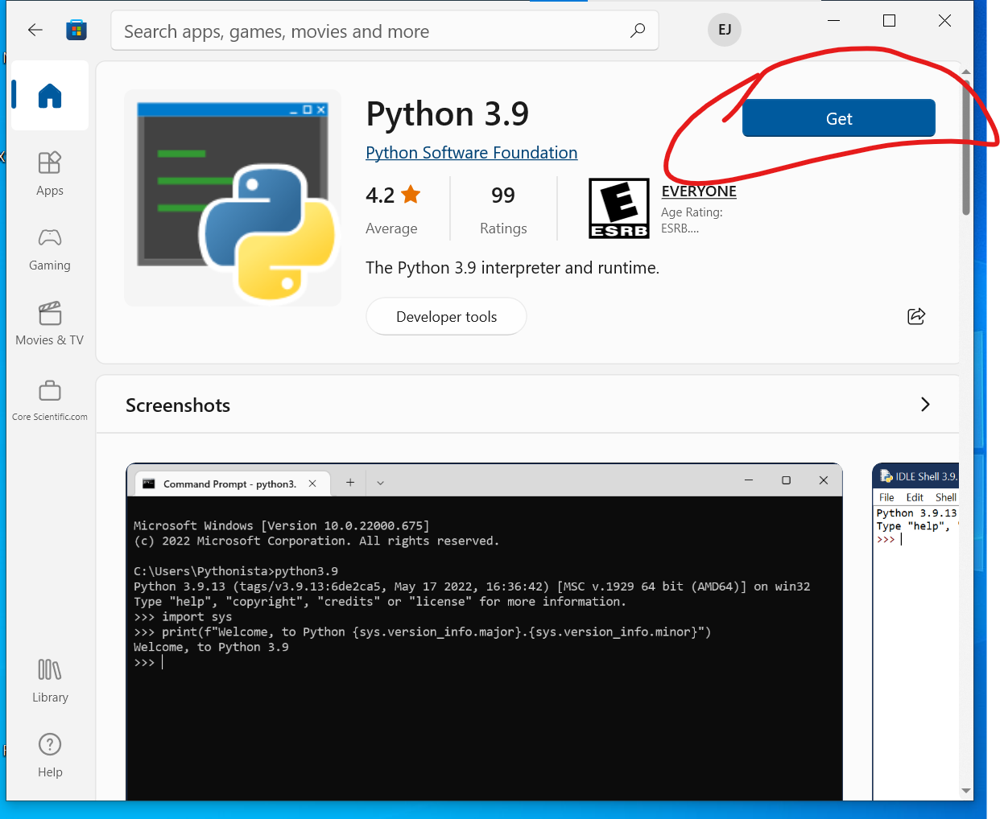 Search apps, games, movies and more
EJ
Python 3.9
Get
Python Software Foundation
4.2
99
E
ESRB
EVERYONE
Average
Ratings
Age Rating:
ESRB....
The Python 3.9 interpreter and runtime.
Developer tools
Apps
Gaming
Movies & TV
Core Scientific.com
Library
Help
Screenshots
Command Prompt - python3.
Microsoft Windows [Version 10.0.22000.675]
(c) 2022 Microsoft Corporation. All rights reserved.
C:\Users\Pythonista>python3.9
Python 3.9.13 (tags/v3.9.13:6de2ca5, May 17 2022, 16:36:42) [MSC v.1929 64 bit (AMD64)] on win32
Type "help", "copyright", "credits" or "license" for more information.
>>> import sys
>>> print(f"Welcome, to Python {sys.version_info.major}.{sys.version_info.minor}")
Welcome, to Python 3.9
>>>
IDLE Shell 3.9.
File Edit Shell
Python 3.9.13
Type "help", "
>>>